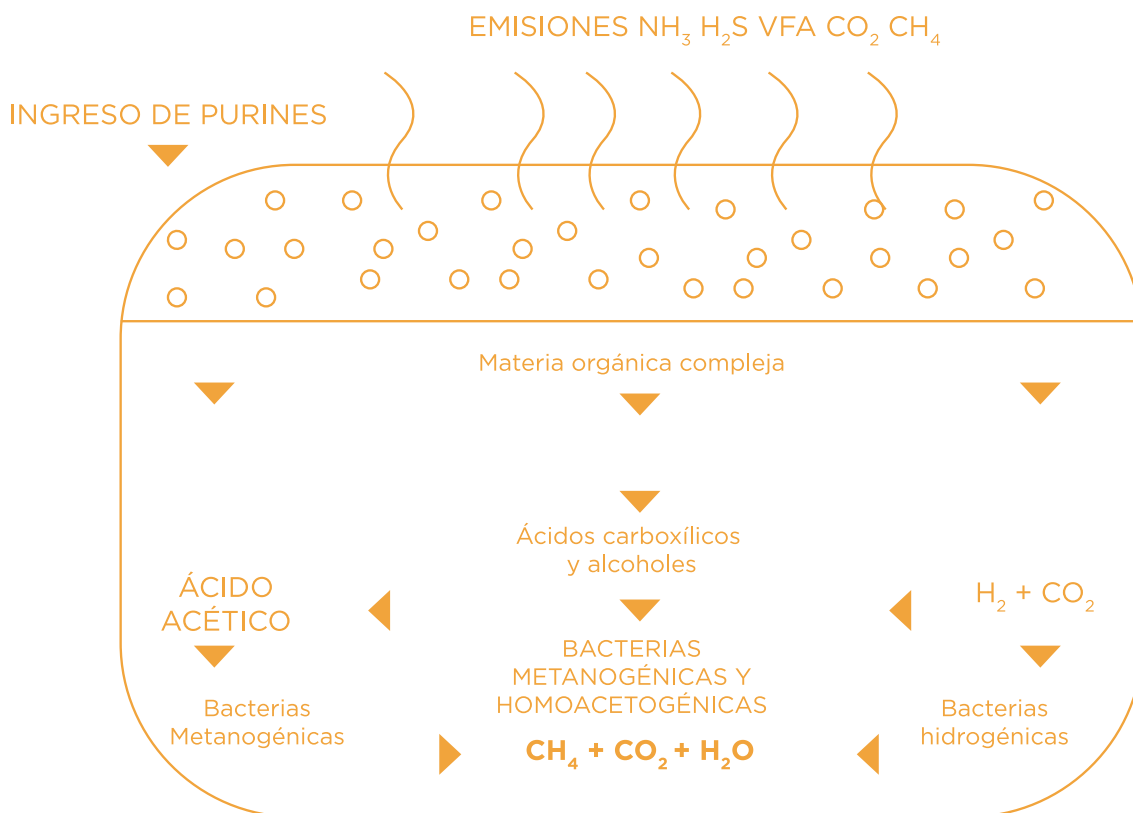 EMISIONES NH₃ H₂S VFA CO₂ CH₄
INGRESO DE PURINES
Materia orgánica compleja
Ácidos carboxílicos
y alcoholes
ÁCIDO
ACÉTICO
H₂ + CO₂
BACTERIAS
METANOGÉNICAS Y
HOMOACETOGÉNICAS
Bacterias
Metanogénicas
Bacterias
hidrogénicas
CH₄ + CO₂ + H₂O